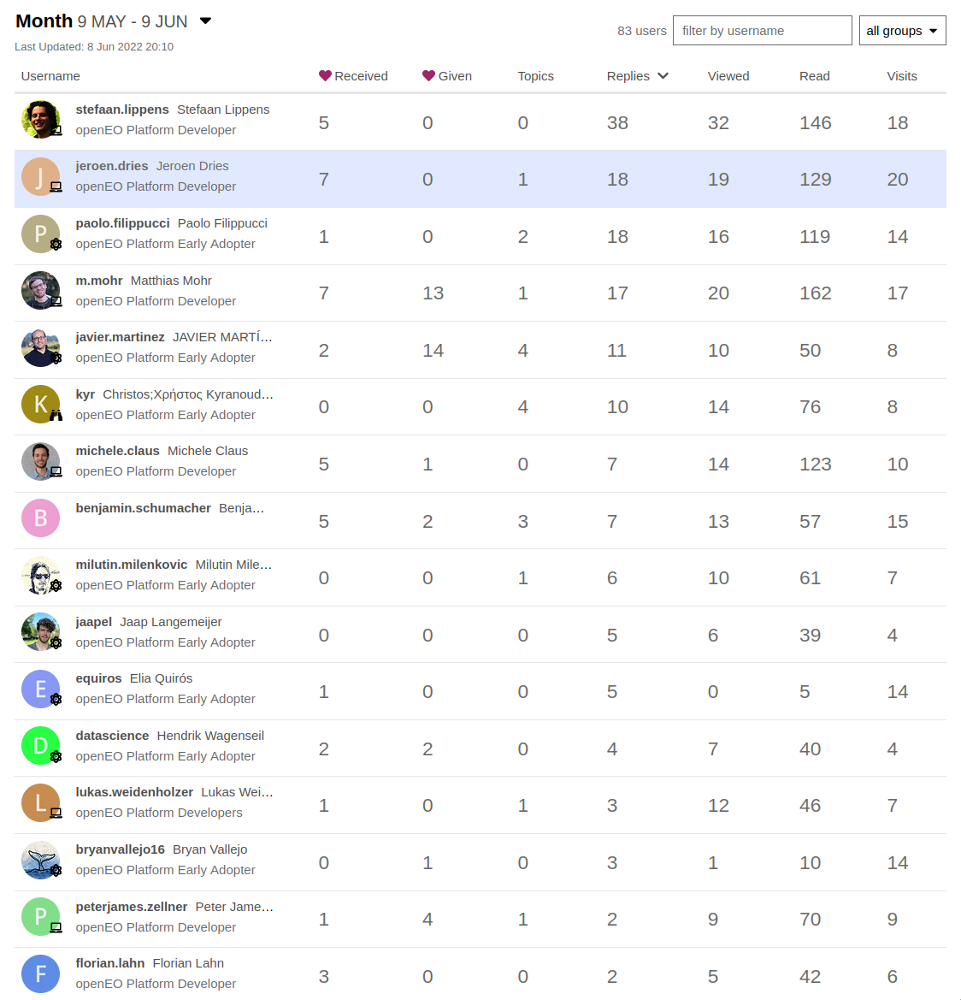 Month 9 MAY - 9 JUN
83 users filter by username all groups
Last Updated: 8 Jun 2022 20:10
Username Received Given Topics Replies Viewed Read Visits
stefaan.lippens Stefaan Lippens
openEO Platform Developer
5 0 0 38 32 146 18
J
jeroen.dries Jeroen Dries
openEO Platform Developer
7 0 1 18 19 129 20
P
paolo.filippucci Paolo Filippucci
openEO Platform Early Adopter
1 0 2 18 16 119 14
m.mohr Matthias Mohr
openEO Platform Developer
7 13 1 17 20 162 17
javier.martinez JAVIER MARTÍ…
openEO Platform Early Adopter
2 14 4 11 10 50 8
K
kyr Christos;Χρήστος Kyranoud…
openEO Platform Early Adopter
0 0 4 10 14 76 8
michele.claus Michele Claus
openEO Platform Developer
5 1 0 7 14 123 10
B
benjamin.schumacher Benja…
5 2 3 7 13 57 15
milutin.milenkovic Milutin Mile…
openEO Platform Early Adopter
0 0 1 6 10 61 7
jaapel Jaap Langemeijer
openEO Platform Early Adopter
0 0 0 5 6 39 4
E
equiros Elia Quirós
openEO Platform Early Adopter
1 0 0 5 0 5 14
D
datascience Hendrik Wagenseil
openEO Platform Early Adopter
2 2 0 4 7 40 4
L
lukas.weidenholzer Lukas Wei…
openEO Platform Developers
1 0 1 3 12 46 7
bryanvallejo16 Bryan Vallejo
openEO Platform Early Adopter
0 1 0 3 1 10 14
P
peterjames.zellner Peter Jame…
openEO Platform Developer
1 4 1 2 9 70 9
F
florian.lahn Florian Lahn
openEO Platform Developer
3 0 0 2 5 42 6